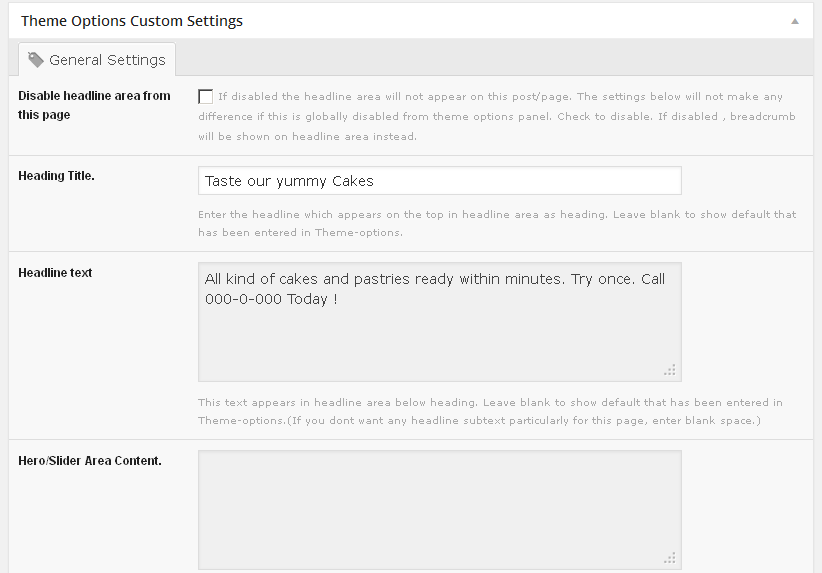 Theme Options Custom Settings
General Settings
Disable headline area from
this page
If disabled the headline area will not appear on this post/page. The settings below will not make any
difference if this is globally disabled from theme options panel. Check to disable. If disabled , breadcrumb
will be shown on headline area instead.
Heading Title.
Taste our yummy Cakes
Enter the headline which appears on the top in headline area as heading. Leave blank to show default that
has been entered in Theme-options.
Headline text
All kind of cakes and pastries ready within minutes. Try once. Call
000-0-000 Today !
This text appears in headline area below heading. Leave blank to show default that has been entered in
Theme-options.(If you dont want any headline subtext particularly for this page, enter blank space.)
Hero/Slider Area Content.